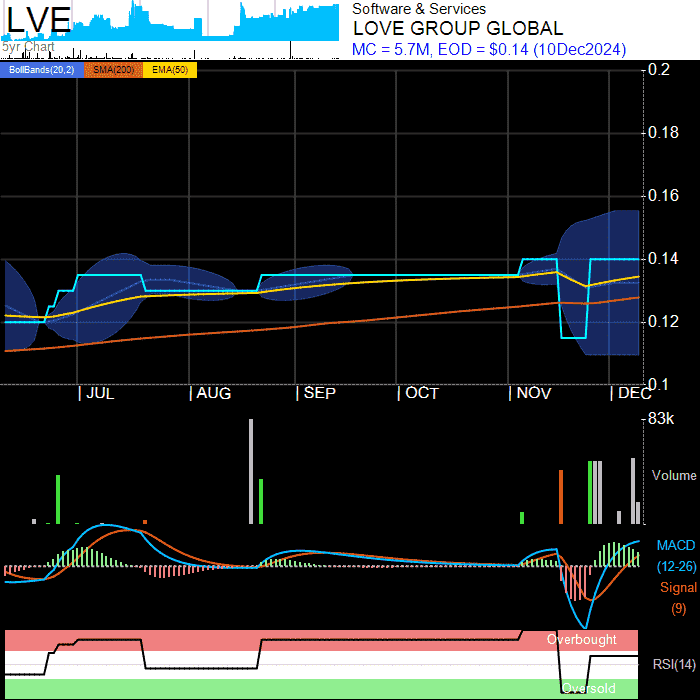 LVE
5yr Chart
Software & Services
LOVE GROUP GLOBAL
MC = 5.7M, EOD = $0.14 (10Dec2024)
BollBands(20,2) SMA(200) EMA(50)
0.2
0.18
0.16
0.14
0.12
0.1
JUL AUG SEP OCT NOV DEC
83k
Volume
MACD
(12-26)
Signal
(9)
Overbought
RSI(14)
Oversold